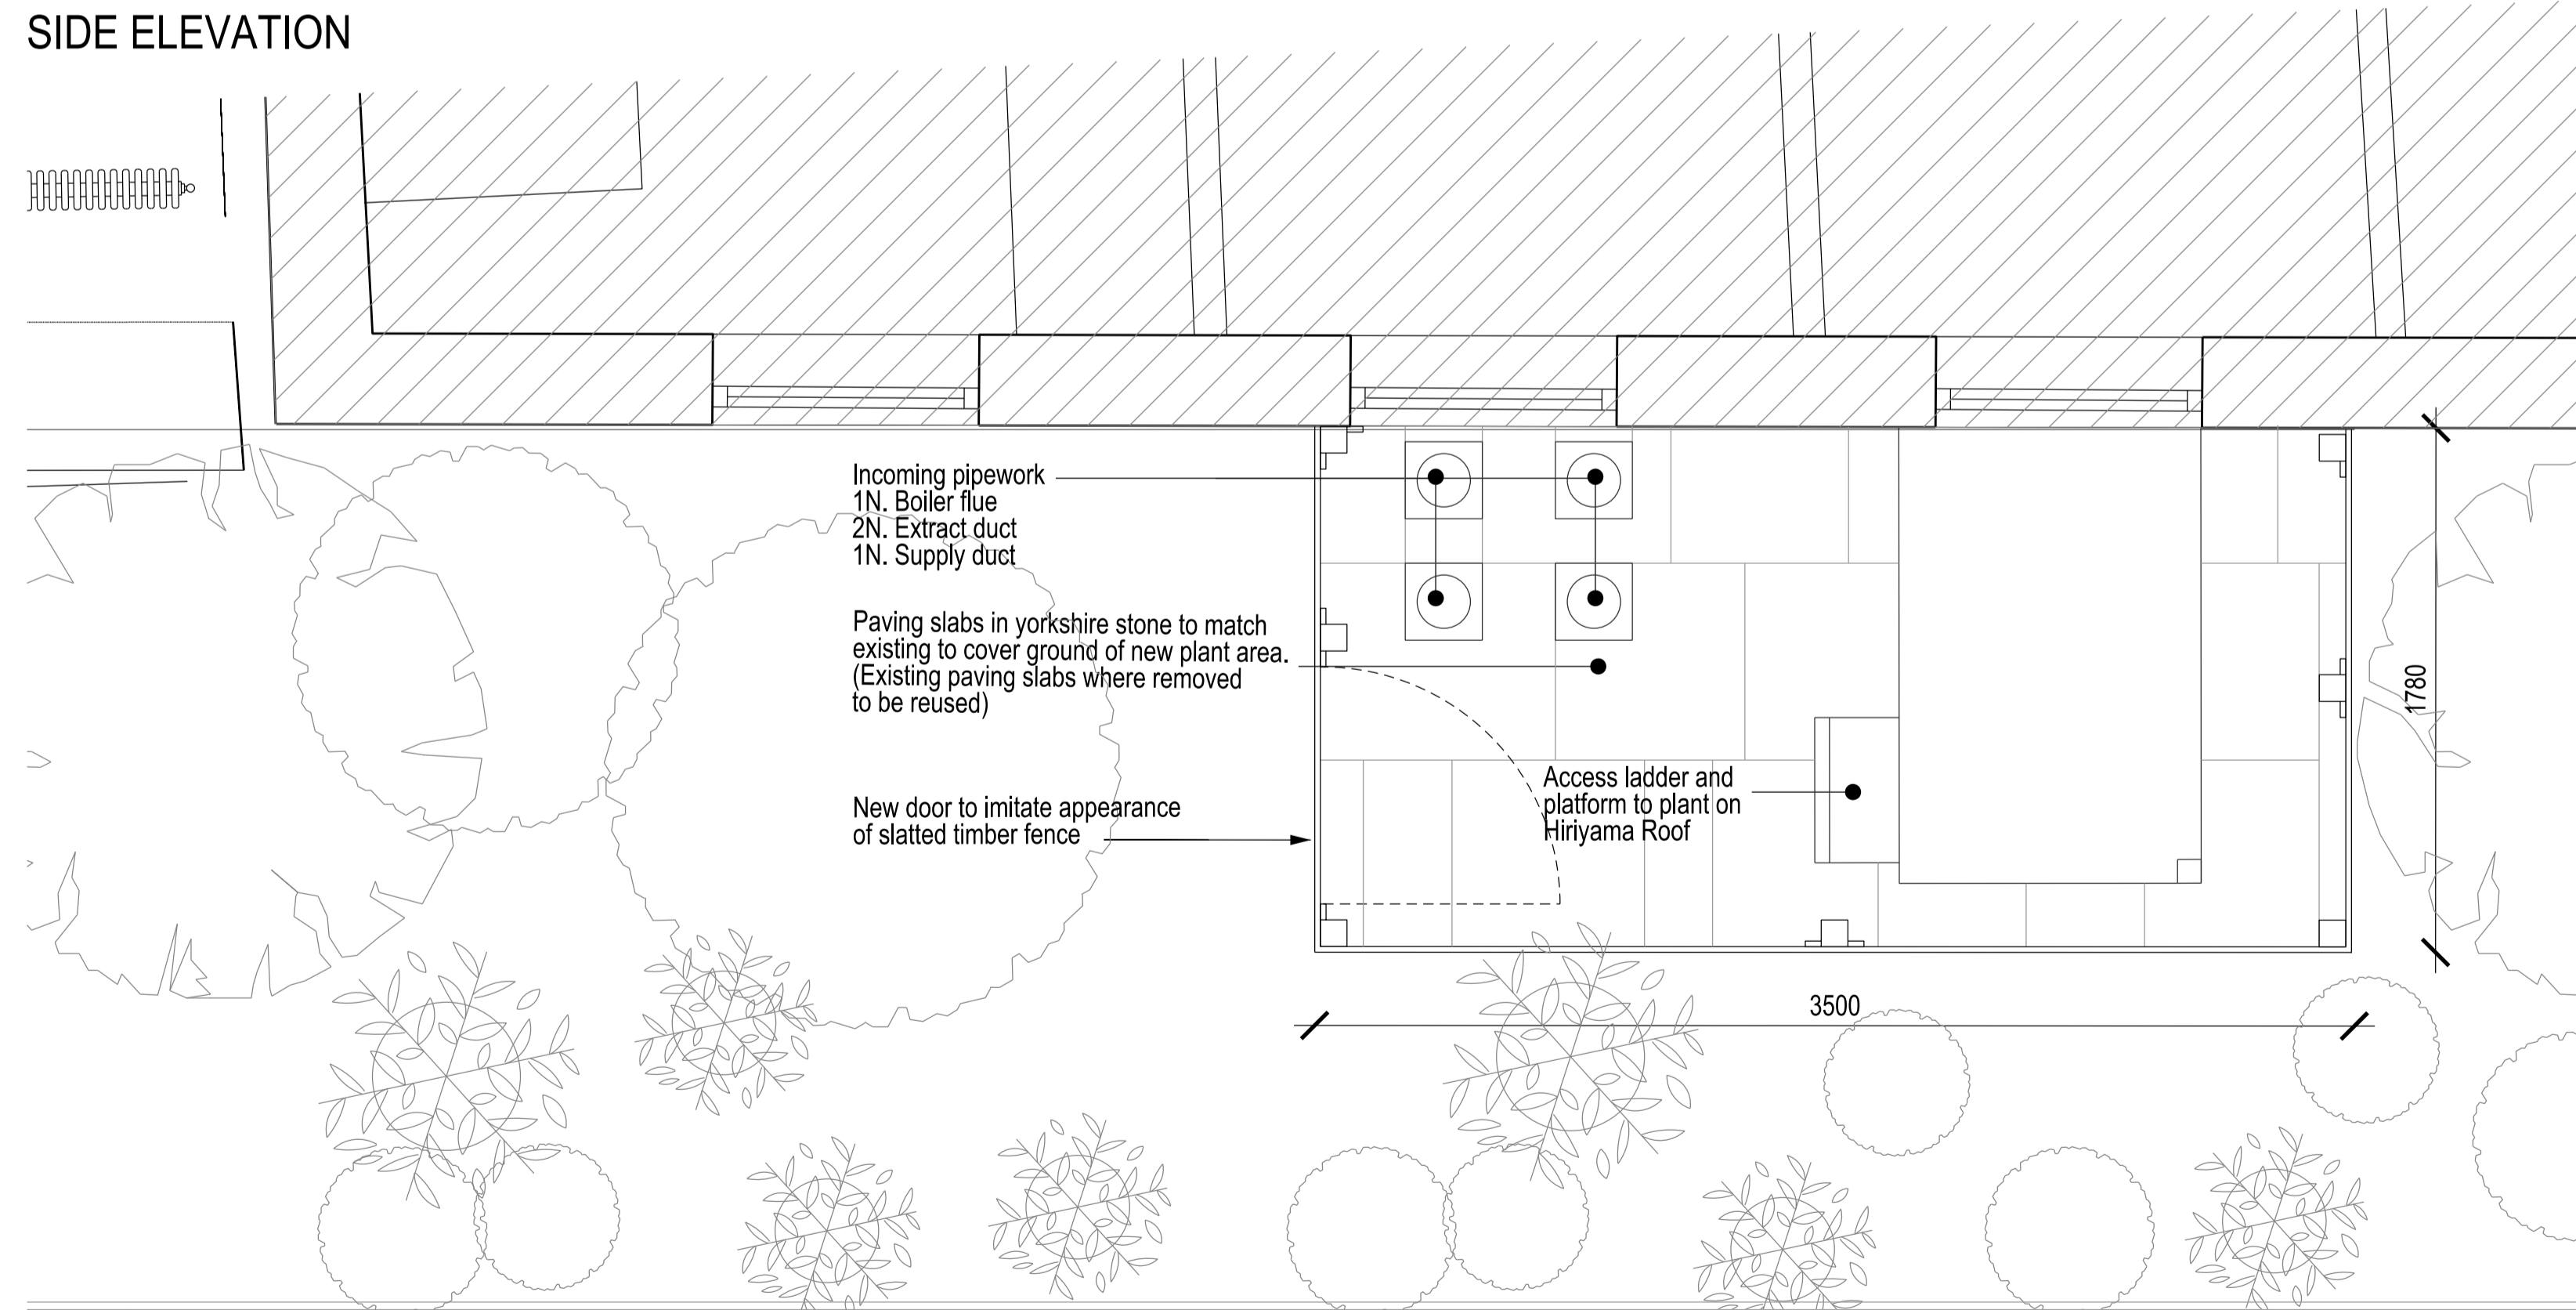 SIDE ELEVATION
Incoming pipework
1N. Boiler flue
2N. Extract duct
1N. Supply duct
Paving slabs in yorkshire stone to match
existing to cover ground of new plant area.
(Existing paving slabs where removed
to be reused)
New door to imitate appearance
of slatted timber fence
Access ladder and
platform to plant on
Hiriyama Roof
1780
3500